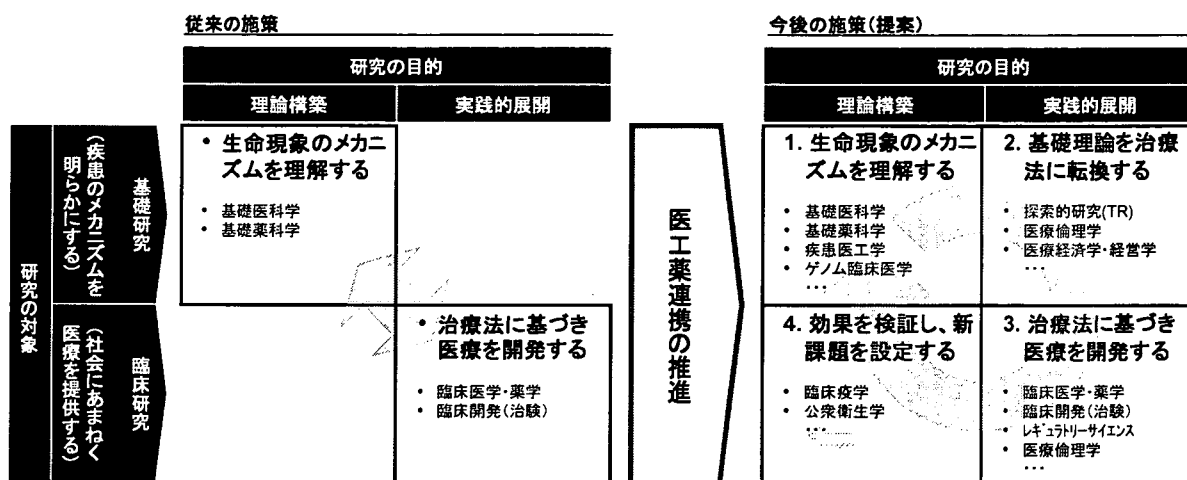 従来の施策
研究の目的
理論構築
実践的展開
研究の対象
基礎研究
(疾患のメカニズムを
明らかにする)
• 生命現象のメカニ
ズムを理解する
• 基礎医科学
• 基礎薬科学
臨床研究
(社会にあまねく
医療を提供する)
• 治療法に基づき
医療を開発する
• 臨床医学・薬学
• 臨床開発(治験)
医工薬連携の推進
今後の施策(提案)
研究の目的
理論構築
実践的展開
1. 生命現象のメカニ
ズムを理解する
• 基礎医科学
• 基礎薬科学
• 疾患医工学
• ゲノム臨床医学
…
2. 基礎理論を治療
法に転換する
• 探索的研究(TR)
• 医療倫理学
• 医療経済学・経営学
…
4. 効果を検証し、新
課題を設定する
• 臨床疫学
• 公衆衛生学
…
3. 治療法に基づき
医療を開発する
• 臨床医学・薬学
• 臨床開発(治験)
• レギュラトリーサイエンス
• 医療倫理学
…